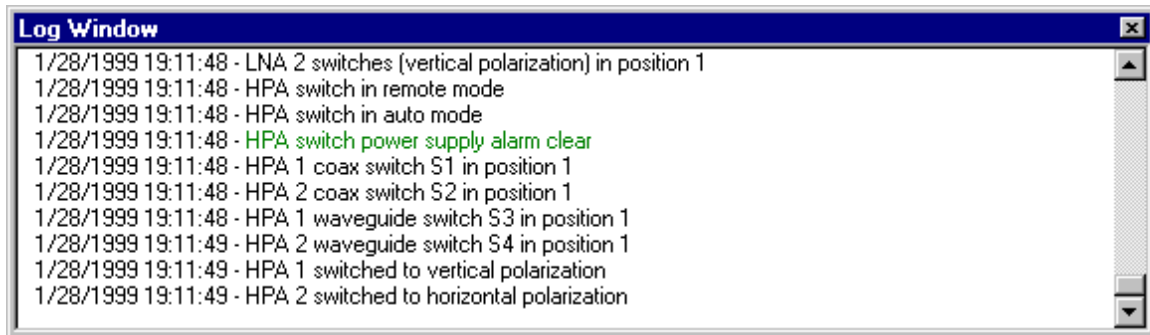 Log Window
1/28/1999 19:11:48 - LNA 2 switches (vertical polarization) in position 1
1/28/1999 19:11:48 - HPA switch in remote mode
1/28/1999 19:11:48 - HPA switch in auto mode
1/28/1999 19:11:48 - HPA switch power supply alarm clear
1/28/1999 19:11:48 - HPA 1 coax switch S1 in position 1
1/28/1999 19:11:48 - HPA 2 coax switch S2 in position 1
1/28/1999 19:11:48 - HPA 1 waveguide switch S3 in position 1
1/28/1999 19:11:49 - HPA 2 waveguide switch S4 in position 1
1/28/1999 19:11:49 - HPA 1 switched to vertical polarization
1/28/1999 19:11:49 - HPA 2 switched to horizontal polarization